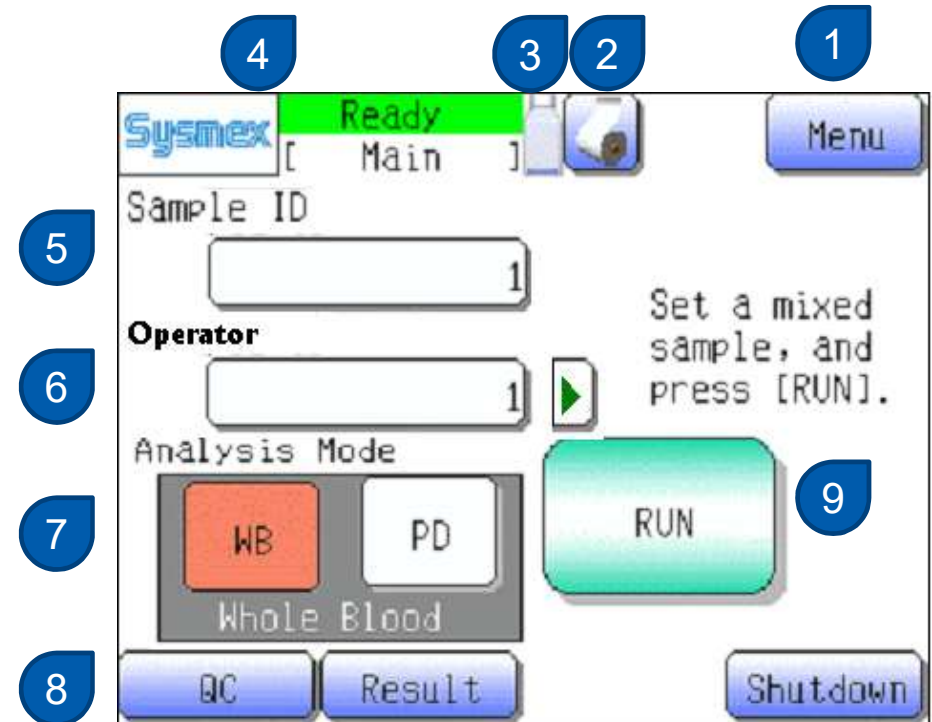 4 3 2 1
Sysmex Ready Menu
[ Main ]
Sample ID
5
1
Operator
6
1
Set a mixed
sample, and
press [RUN].
Analysis Mode
7
WB PD
Whole Blood
RUN
9
8
QC Result Shutdown